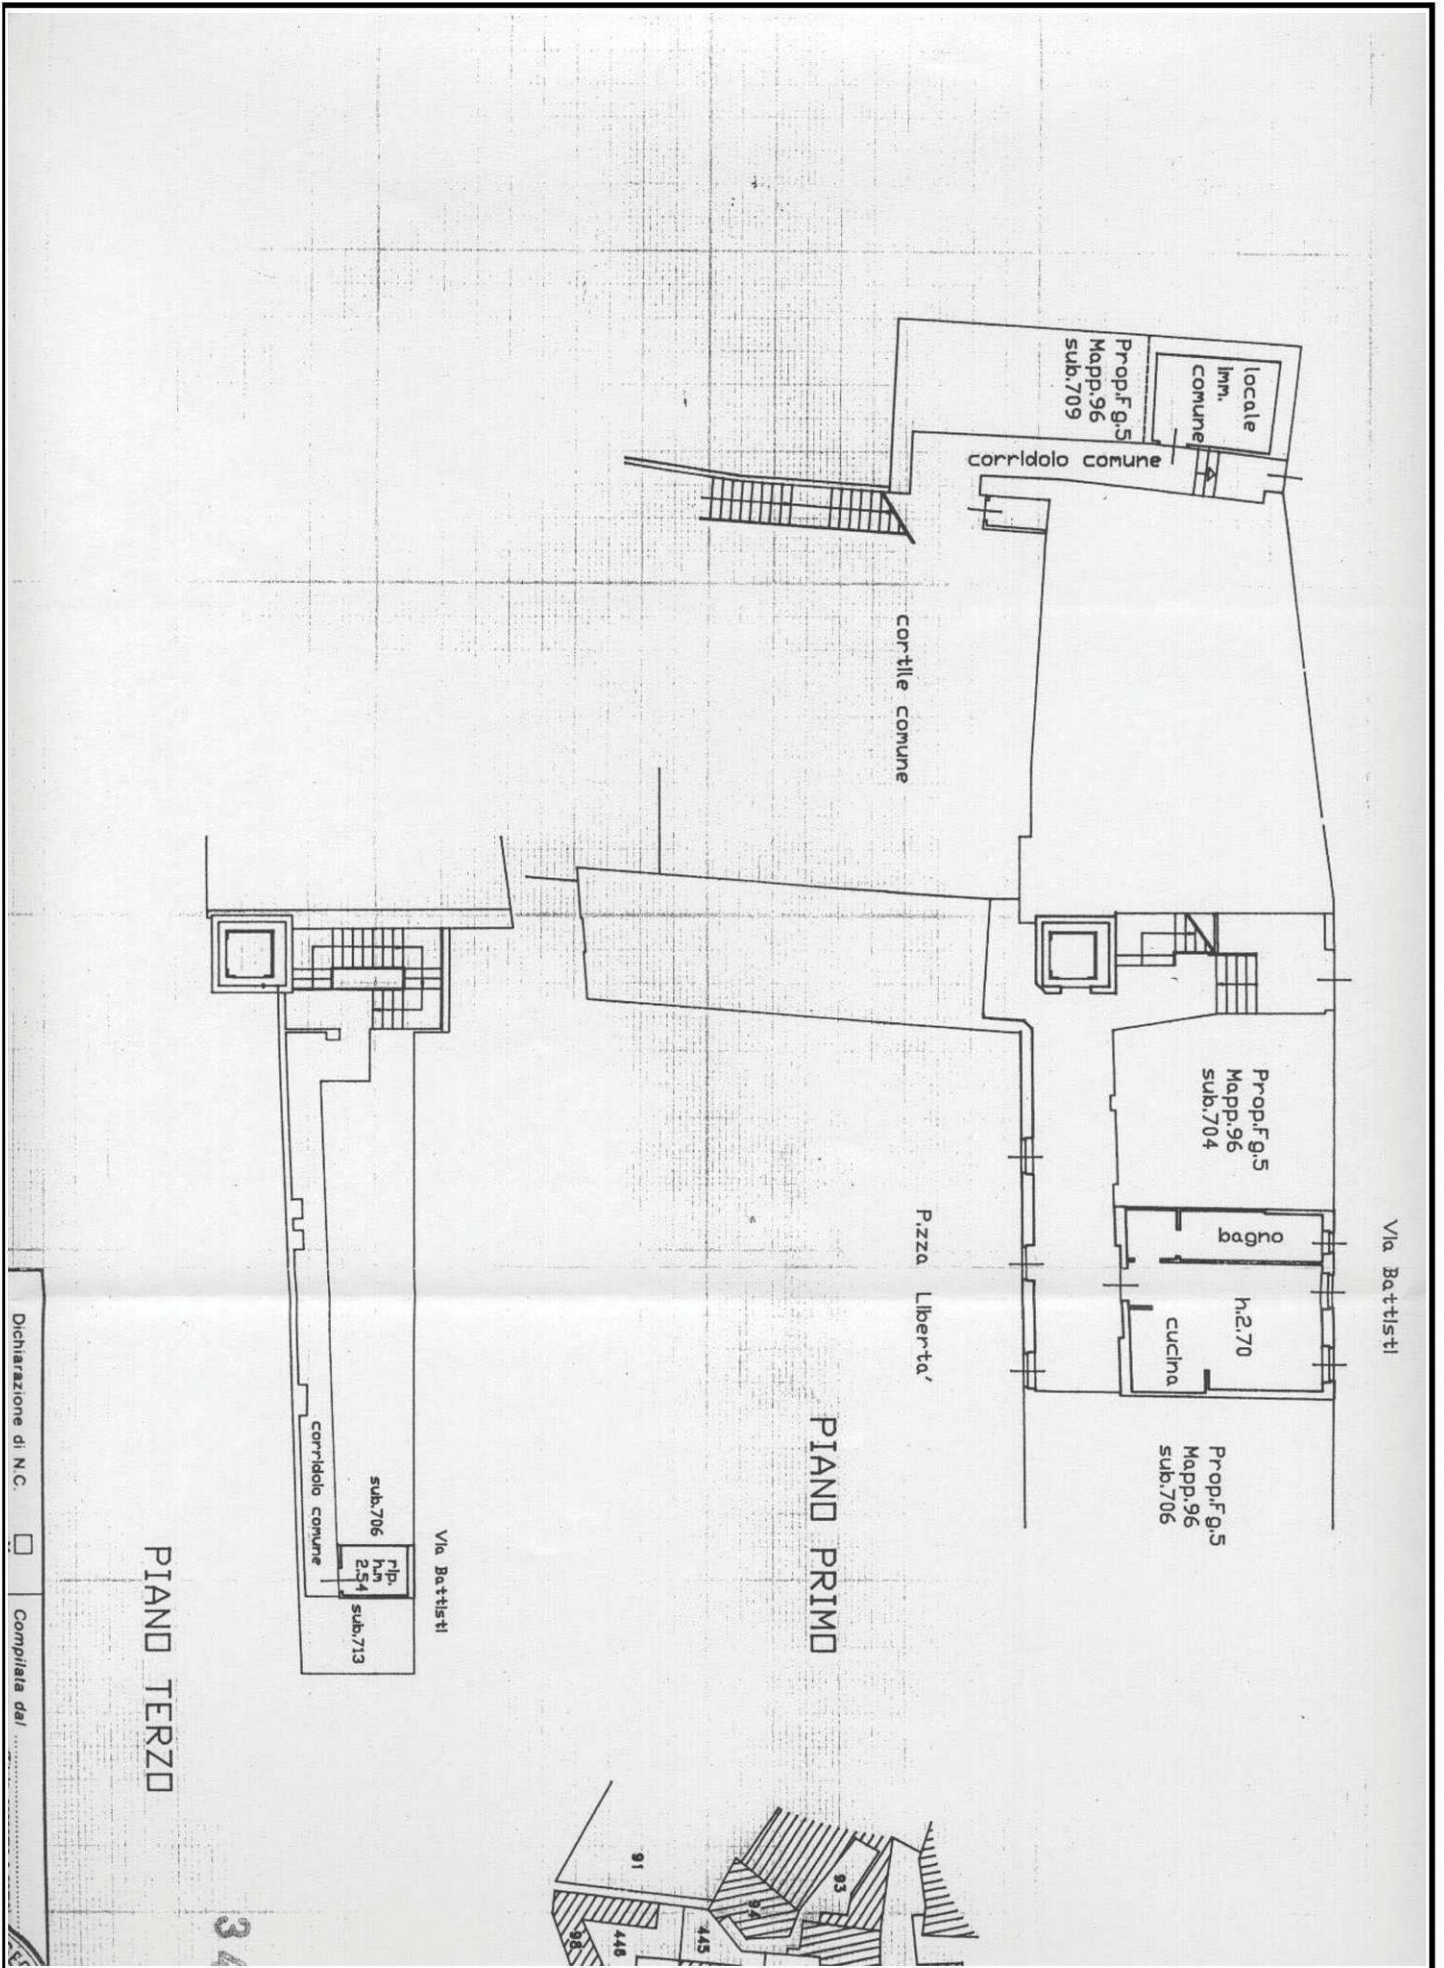 Via Battisti
locale
imm.
comune
Prop.Fg.5
Mapp.96
sub.709
corridoio comune
cortile comune
Prop.Fg.5
Mapp.96
sub.704
bagno
h.2.70
cucina
P.zza Liberta'
Prop.Fg.5
Mapp.96
sub.706
PIANO PRIMO
Via Battisti
sub.706
rip.
h.m
2.54
sub.713
corridoio comune
PIANO TERZO
91
93
94
445
446
98
Dichiarazione di N.C.
Compilata dal
34